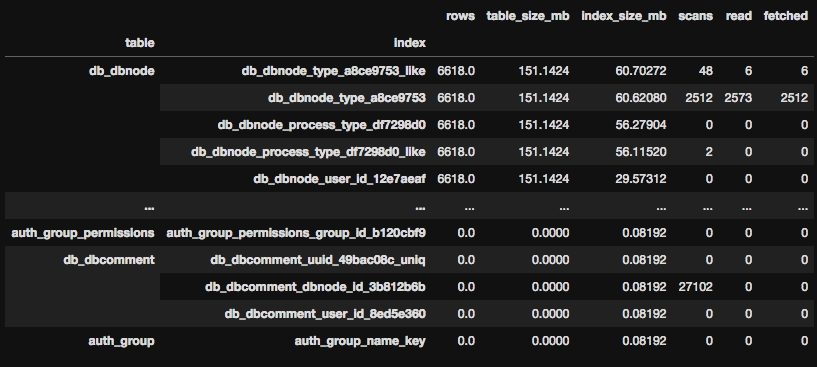 rows table_size_mb index_size_mb scans read fetched
table index
db_dbnode db_dbnode_type_a8ce9753_like 6618.0 151.1424 60.70272 48 6 6
db_dbnode_type_a8ce9753 6618.0 151.1424 60.62080 2512 2573 2512
db_dbnode_process_type_df7298d0 6618.0 151.1424 56.27904 0 0 0
db_dbnode_process_type_df7298d0_like 6618.0 151.1424 56.11520 2 0 0
db_dbnode_user_id_12e7aeaf 6618.0 151.1424 29.57312 0 0 0
... ... ... ... ... ... ... ...
auth_group_permissions auth_group_permissions_group_id_b120cbf9 0.0 0.0000 0.08192 0 0 0
db_dbcomment db_dbcomment_uuid_49bac08c_uniq 0.0 0.0000 0.08192 0 0 0
db_dbcomment_dbnode_id_3b812b6b 0.0 0.0000 0.08192 27102 0 0
db_dbcomment_user_id_8ed5e360 0.0 0.0000 0.08192 0 0 0
auth_group auth_group_name_key 0.0 0.0000 0.08192 0 0 0